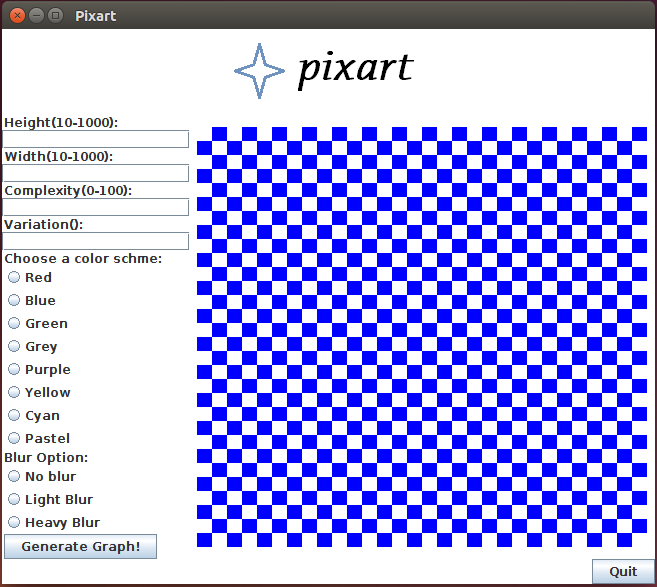 Pixart
pixart
Height(10-1000):
Width(10-1000):
Complexity(0-100):
Variation():
Choose a color schme:
Red
Blue
Green
Grey
Purple
Yellow
Cyan
Pastel
Blur Option:
No blur
Light Blur
Heavy Blur
Generate Graph!
Quit